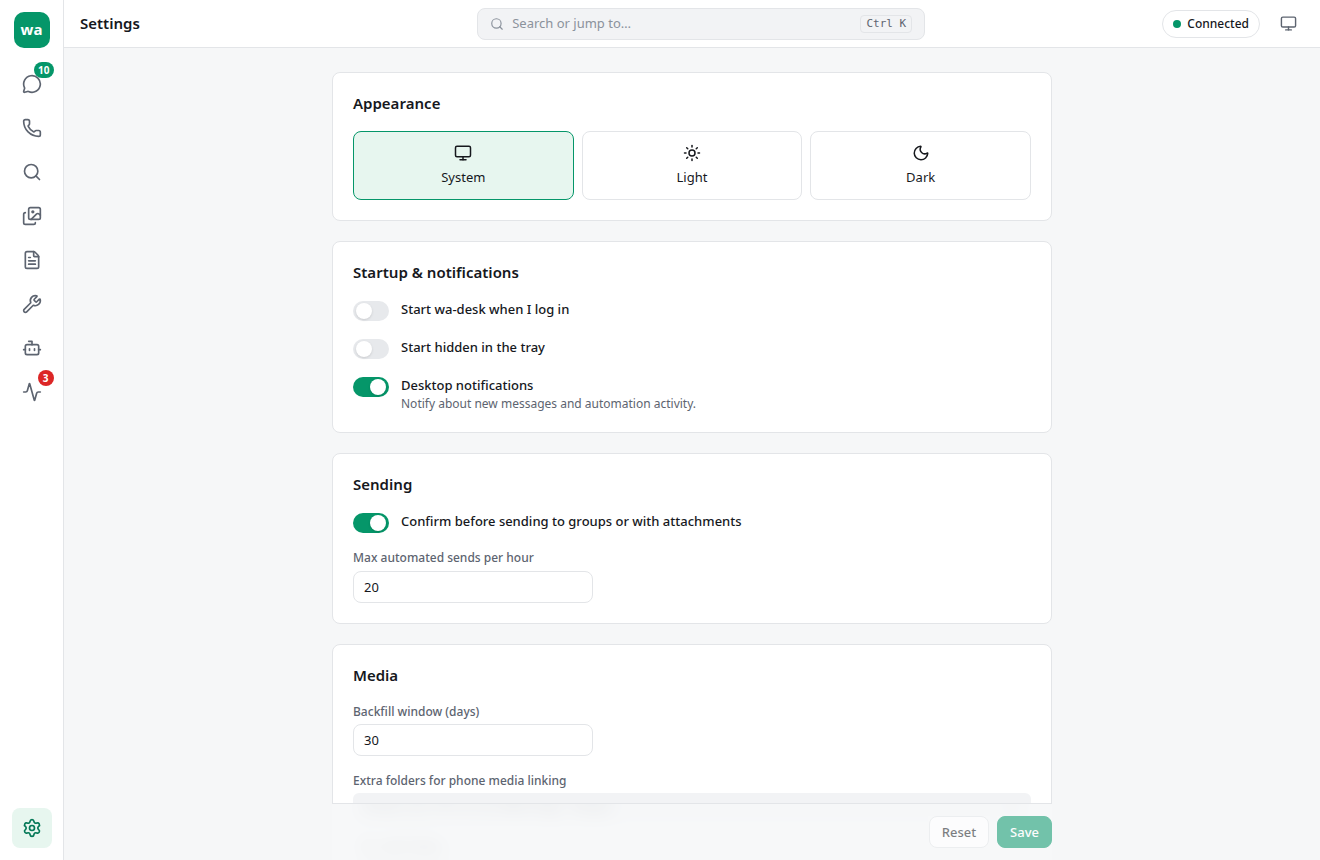 wa
Settings
Search or jump to...
Ctrl K
Connected
10
3
Appearance
System
Light
Dark
Startup & notifications
Start wa-desk when I log in
Start hidden in the tray
Desktop notifications
Notify about new messages and automation activity.
Sending
Confirm before sending to groups or with attachments
Max automated sends per hour
20
Media
Backfill window (days)
30
Extra folders for phone media linking
Reset
Save